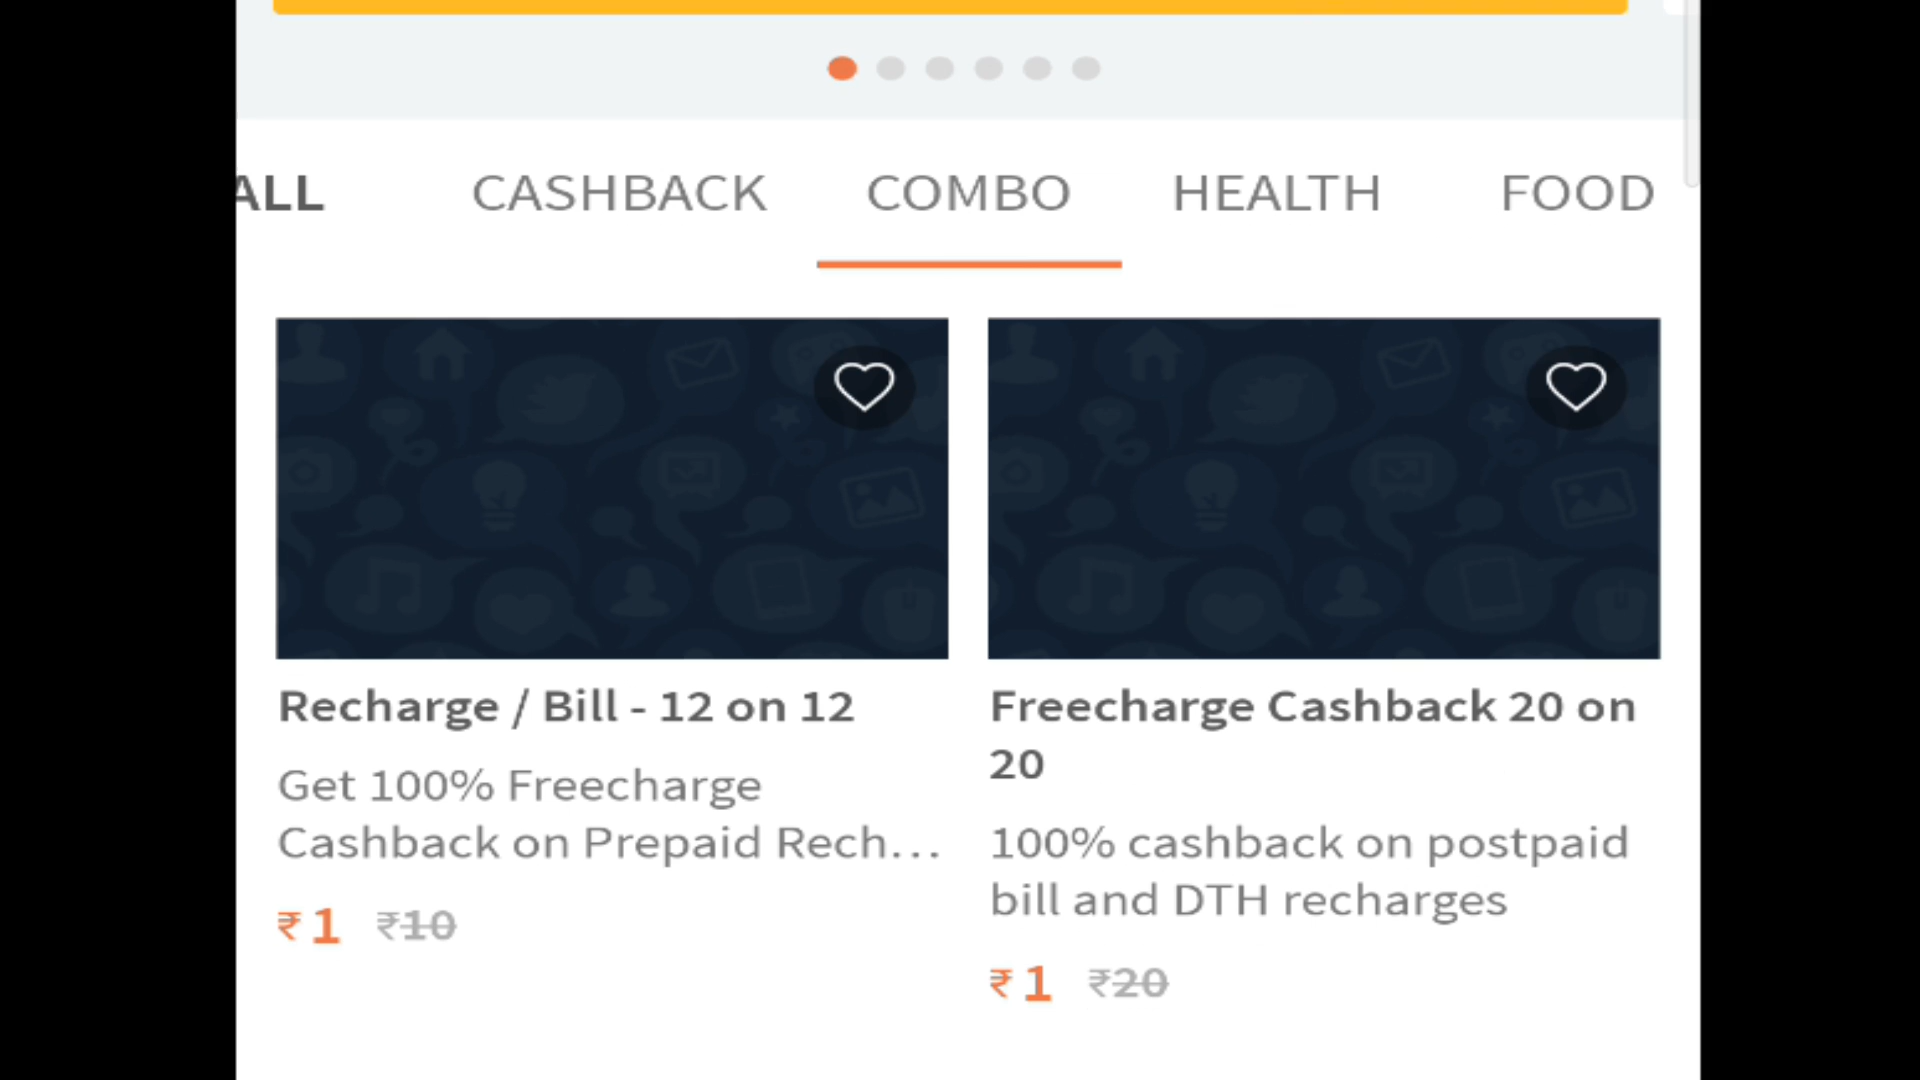 ALL CASHBACK COMBO HEALTH FOOD
Recharge / Bill - 12 on 12
Get 100% Freecharge
Cashback on Prepaid Rech...
₹1 ₹10
Freecharge Cashback 20 on
20
100% cashback on postpaid
bill and DTH recharges
₹1 ₹20